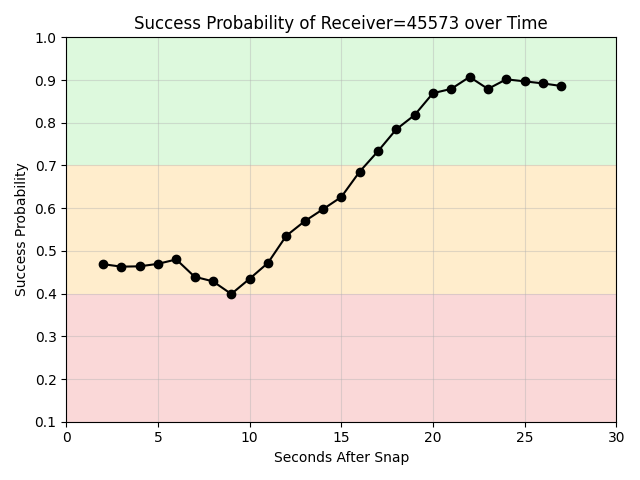 Success Probability of Receiver=45573 over Time
1.0
0.9
0.8
0.7
0.6
0.5
0.4
0.3
0.2
0.1
Success Probability
0 5 10 15 20 25 30
Seconds After Snap